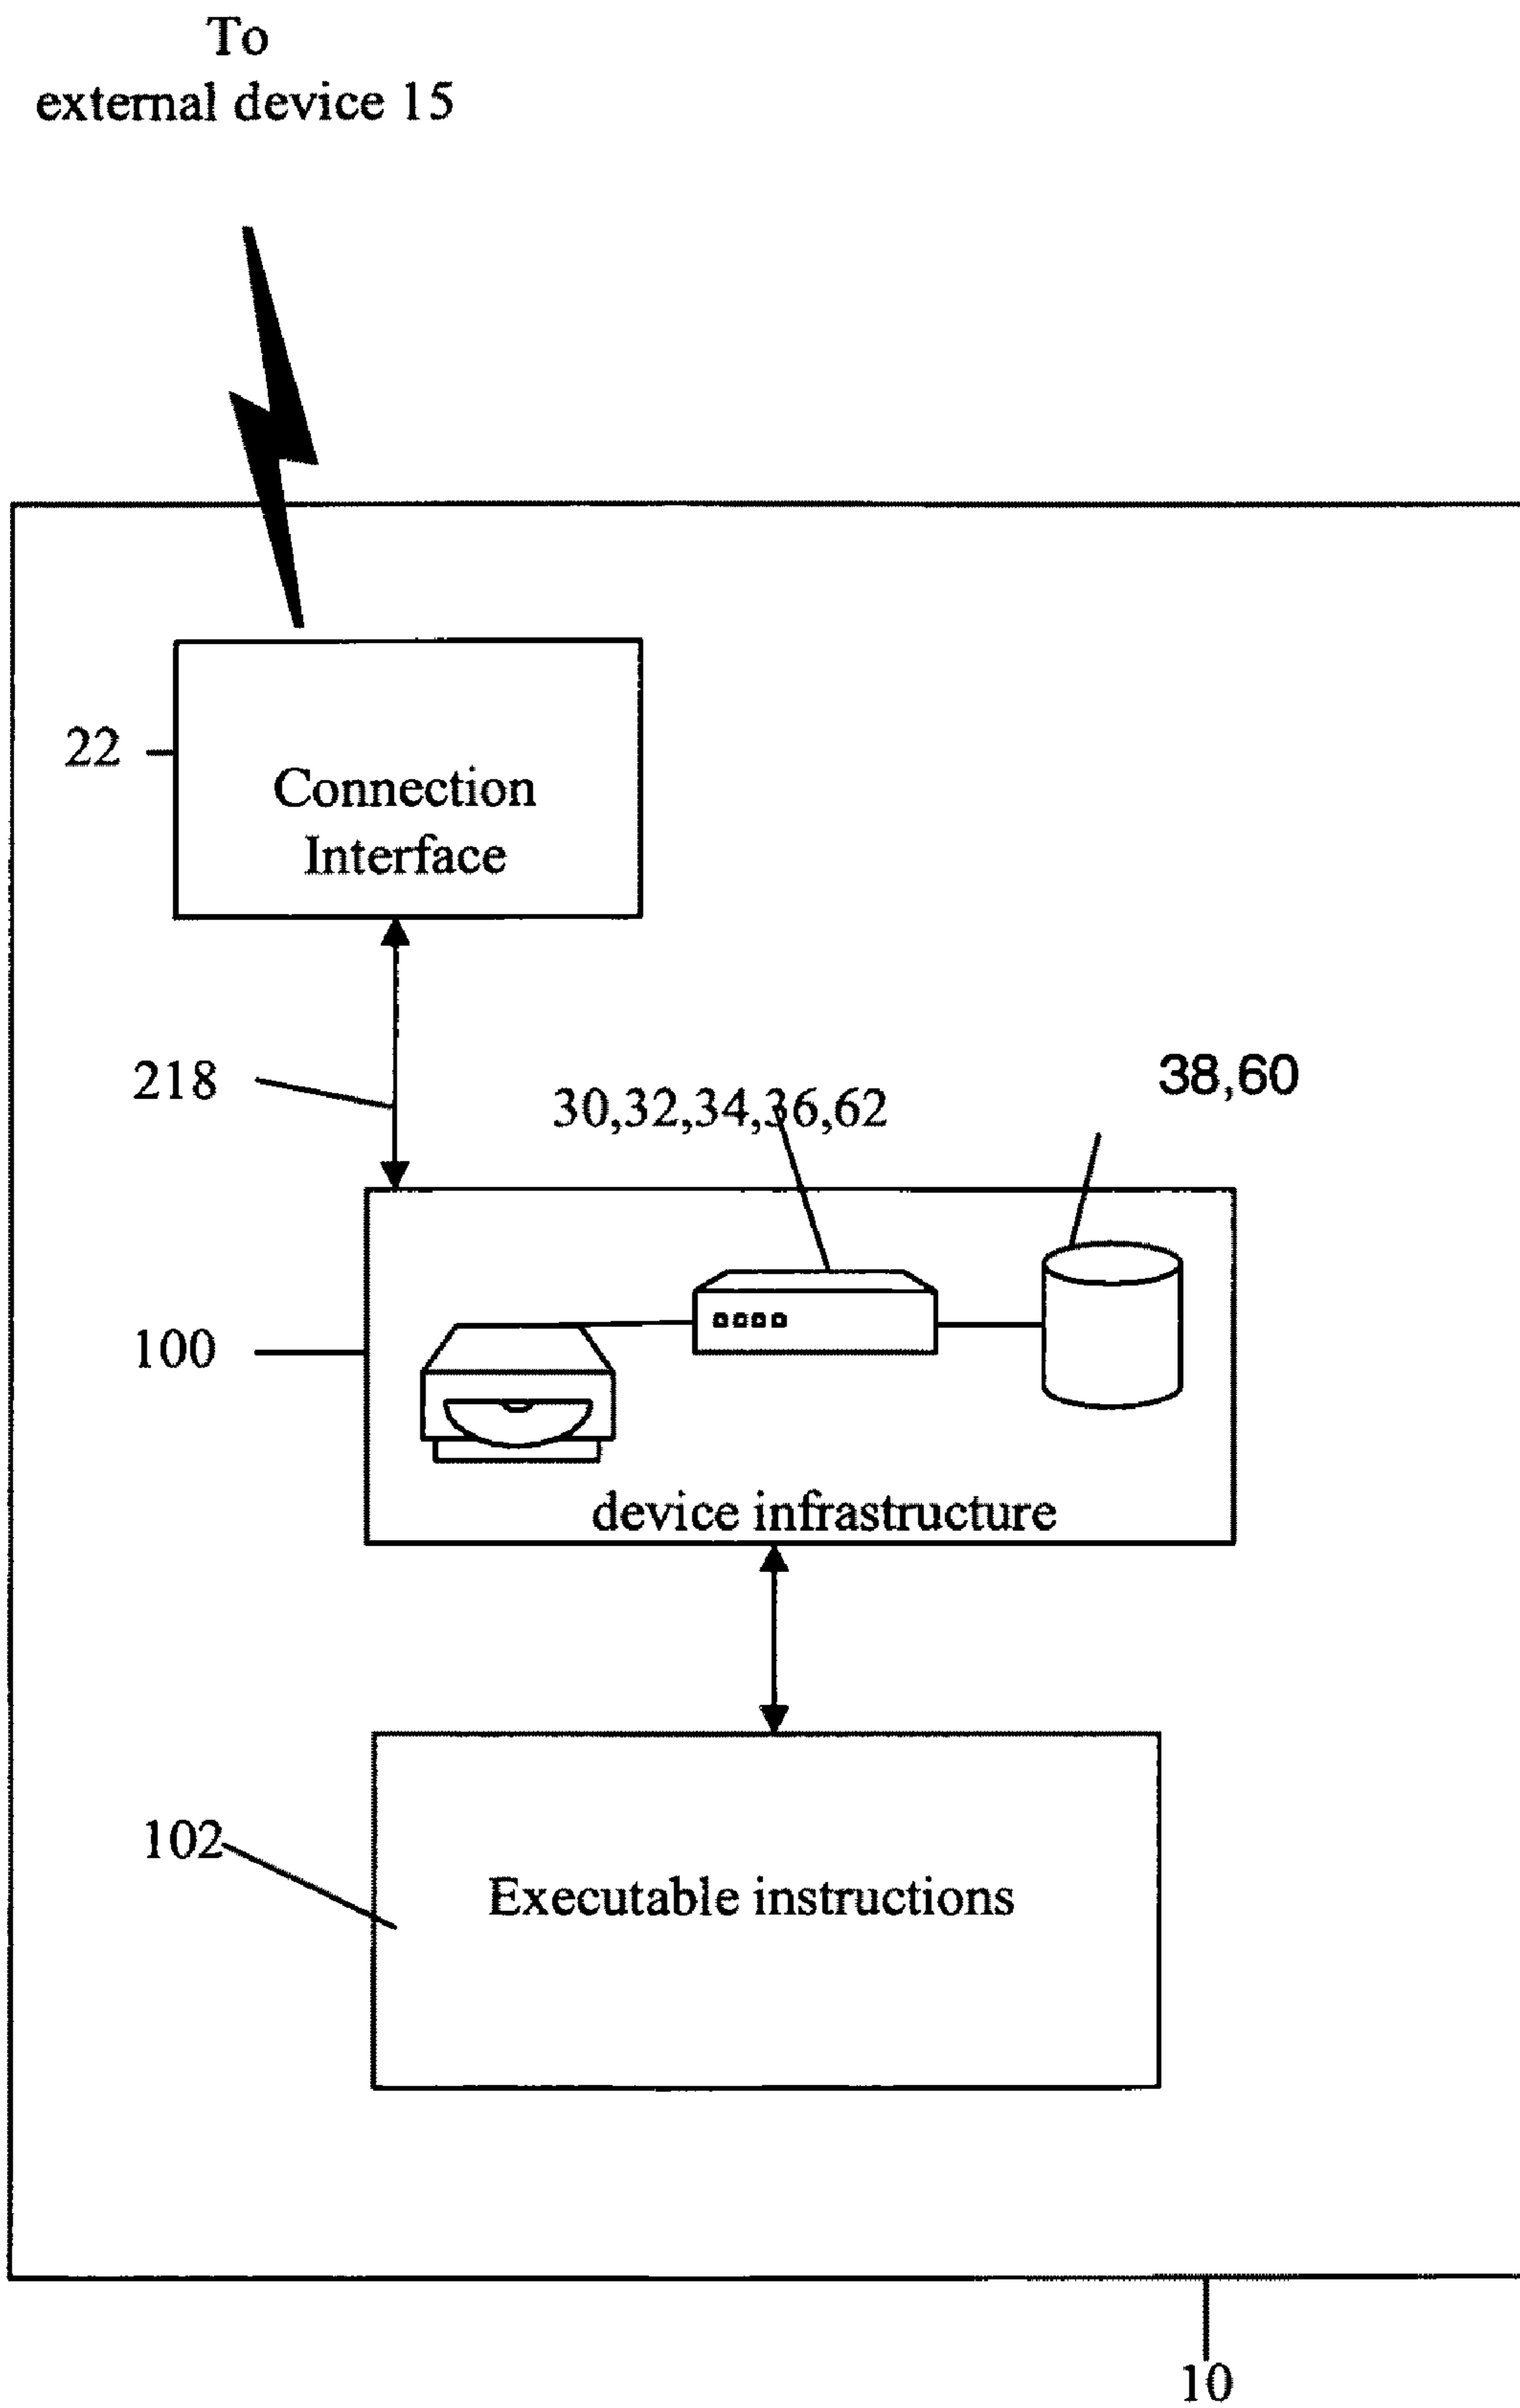 To
external device 15
22
Connection
Interface
218
30,32,34,36,62
38,60
100
device infrastructure
102
Executable instructions
10